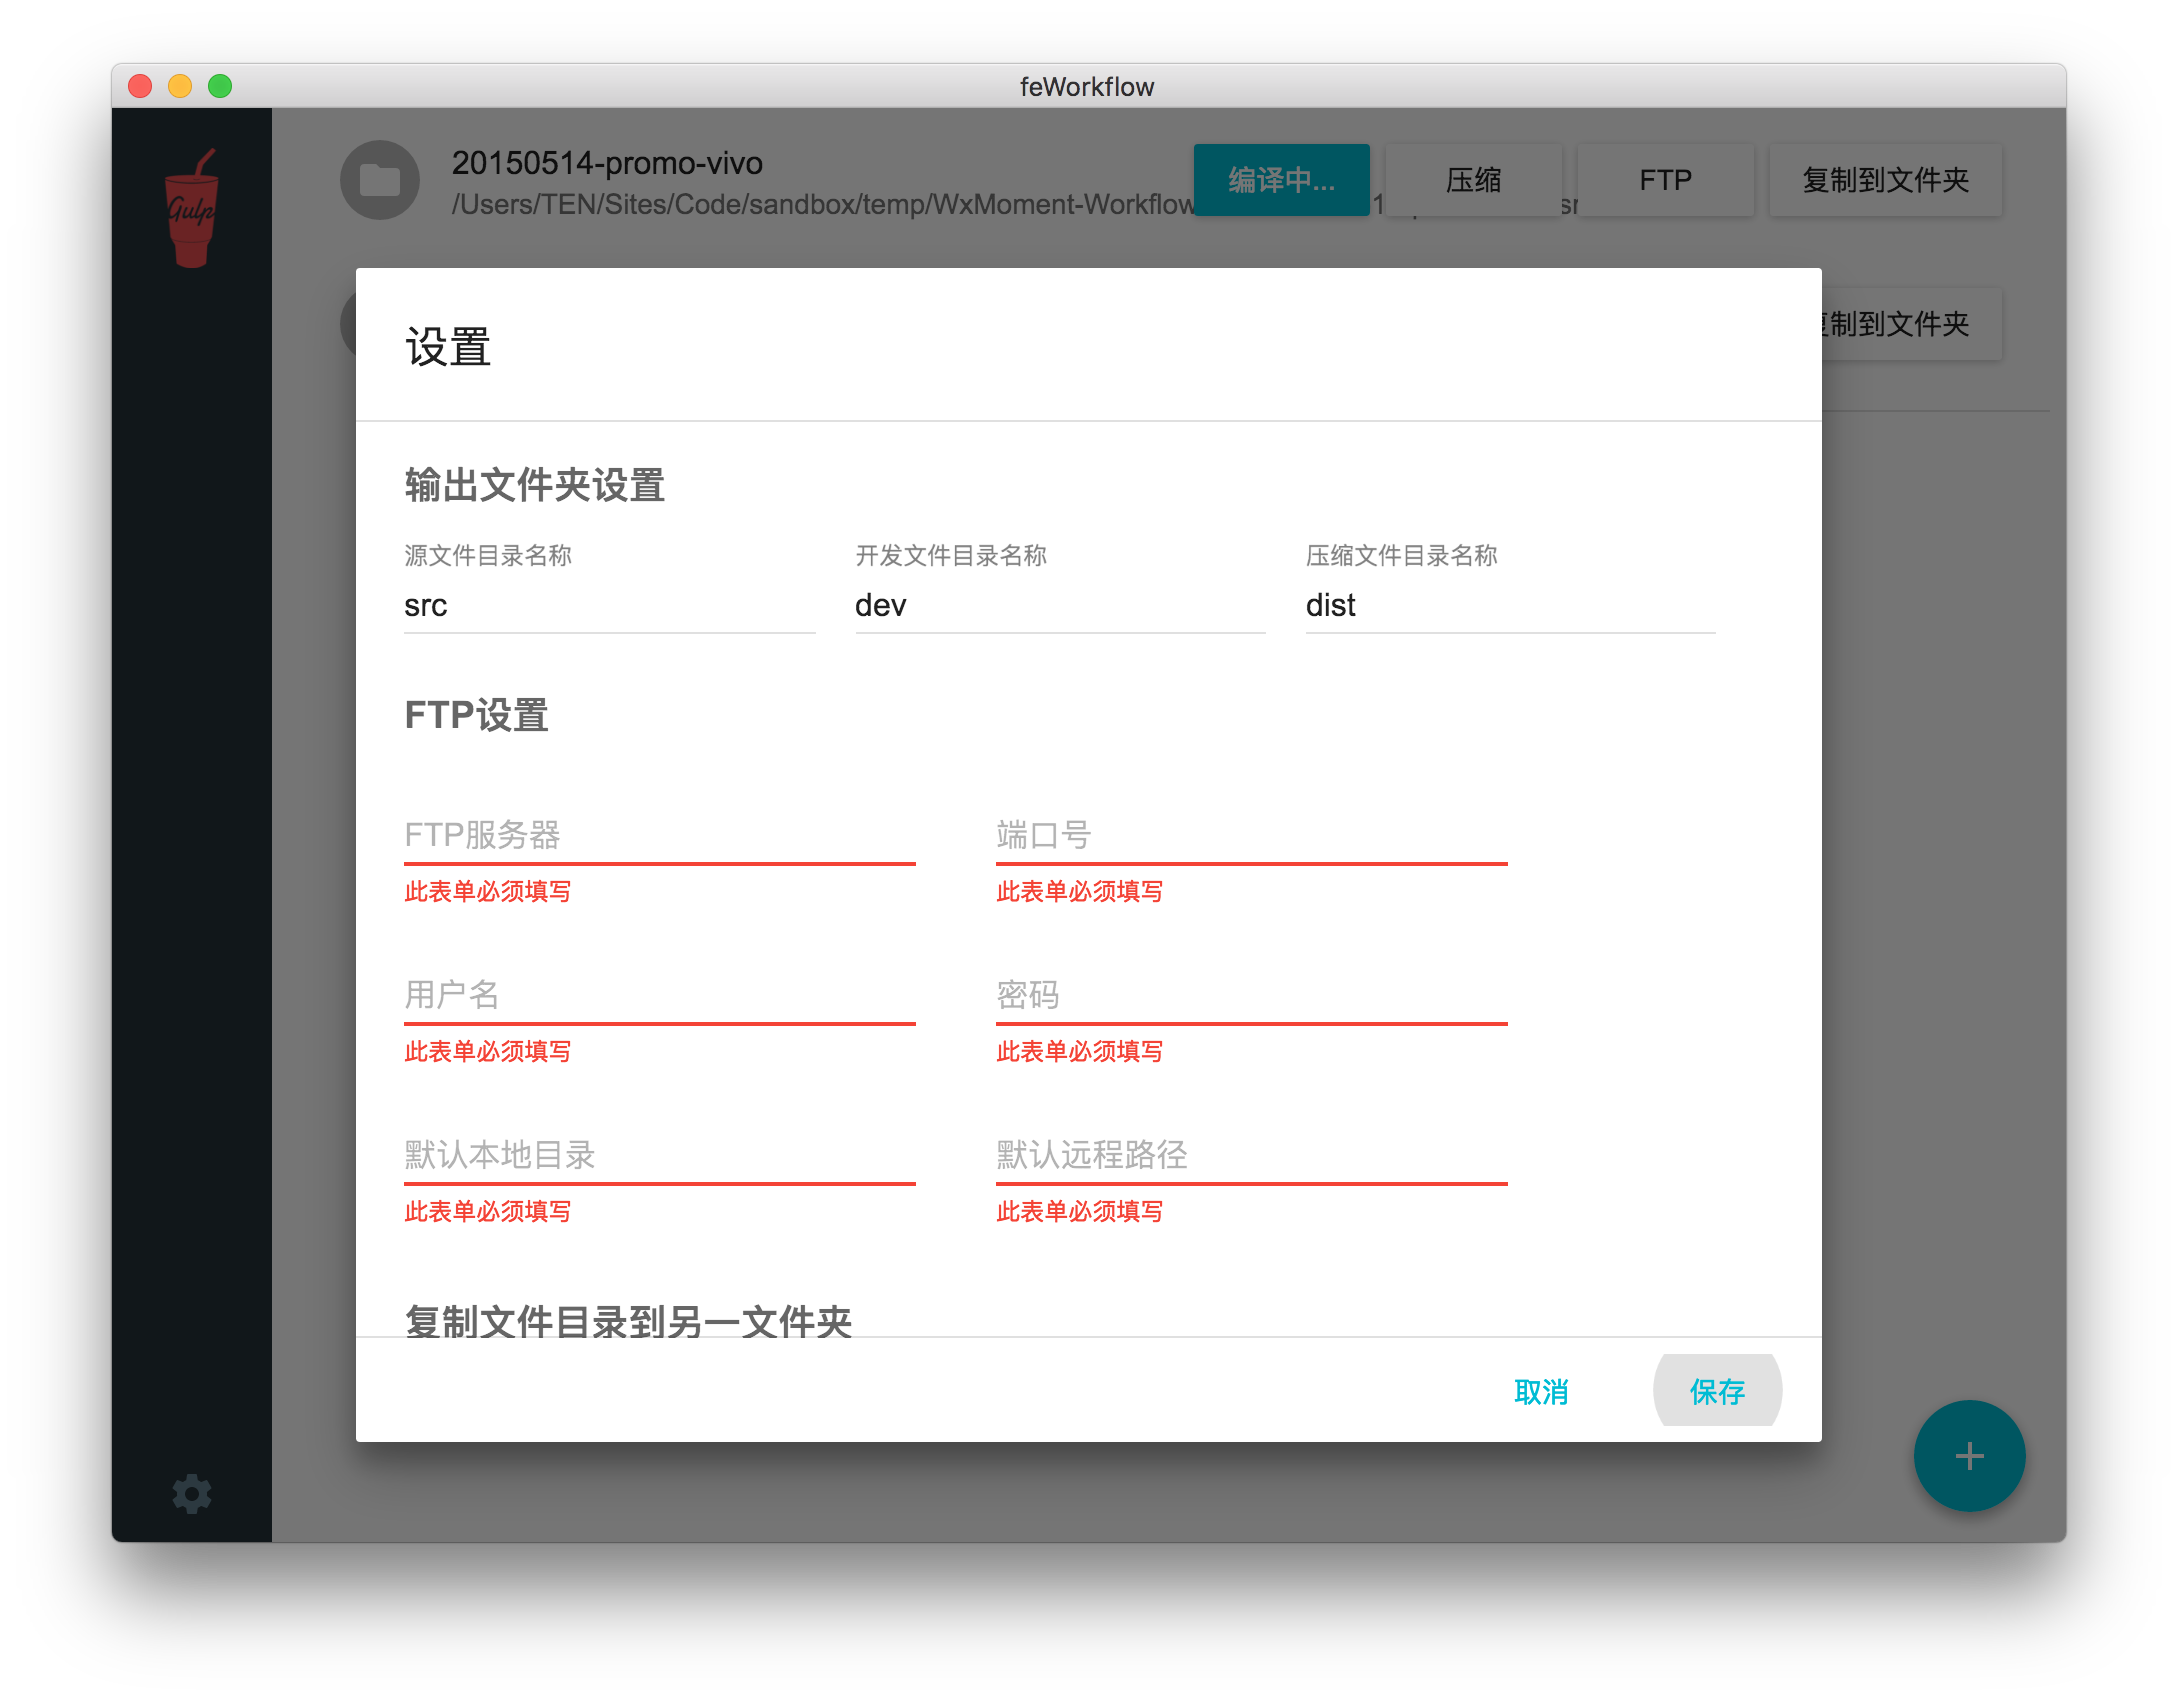 feWorkflow
Gulp
20150514-promo-vivo
编译中...
压缩
FTP
复制到文件夹
/Users/TEN/Sites/Code/sandbox/temp/WxMoment-Workflow
制到文件夹
设置
输出文件夹设置
源文件目录名称
开发文件目录名称
压缩文件目录名称
src
dev
dist
FTP设置
FTP服务器
端口号
此表单必须填写
此表单必须填写
用户名
密码
此表单必须填写
此表单必须填写
默认本地目录
默认远程路径
此表单必须填写
此表单必须填写
复制文件目录到另一文件夹
取消
保存